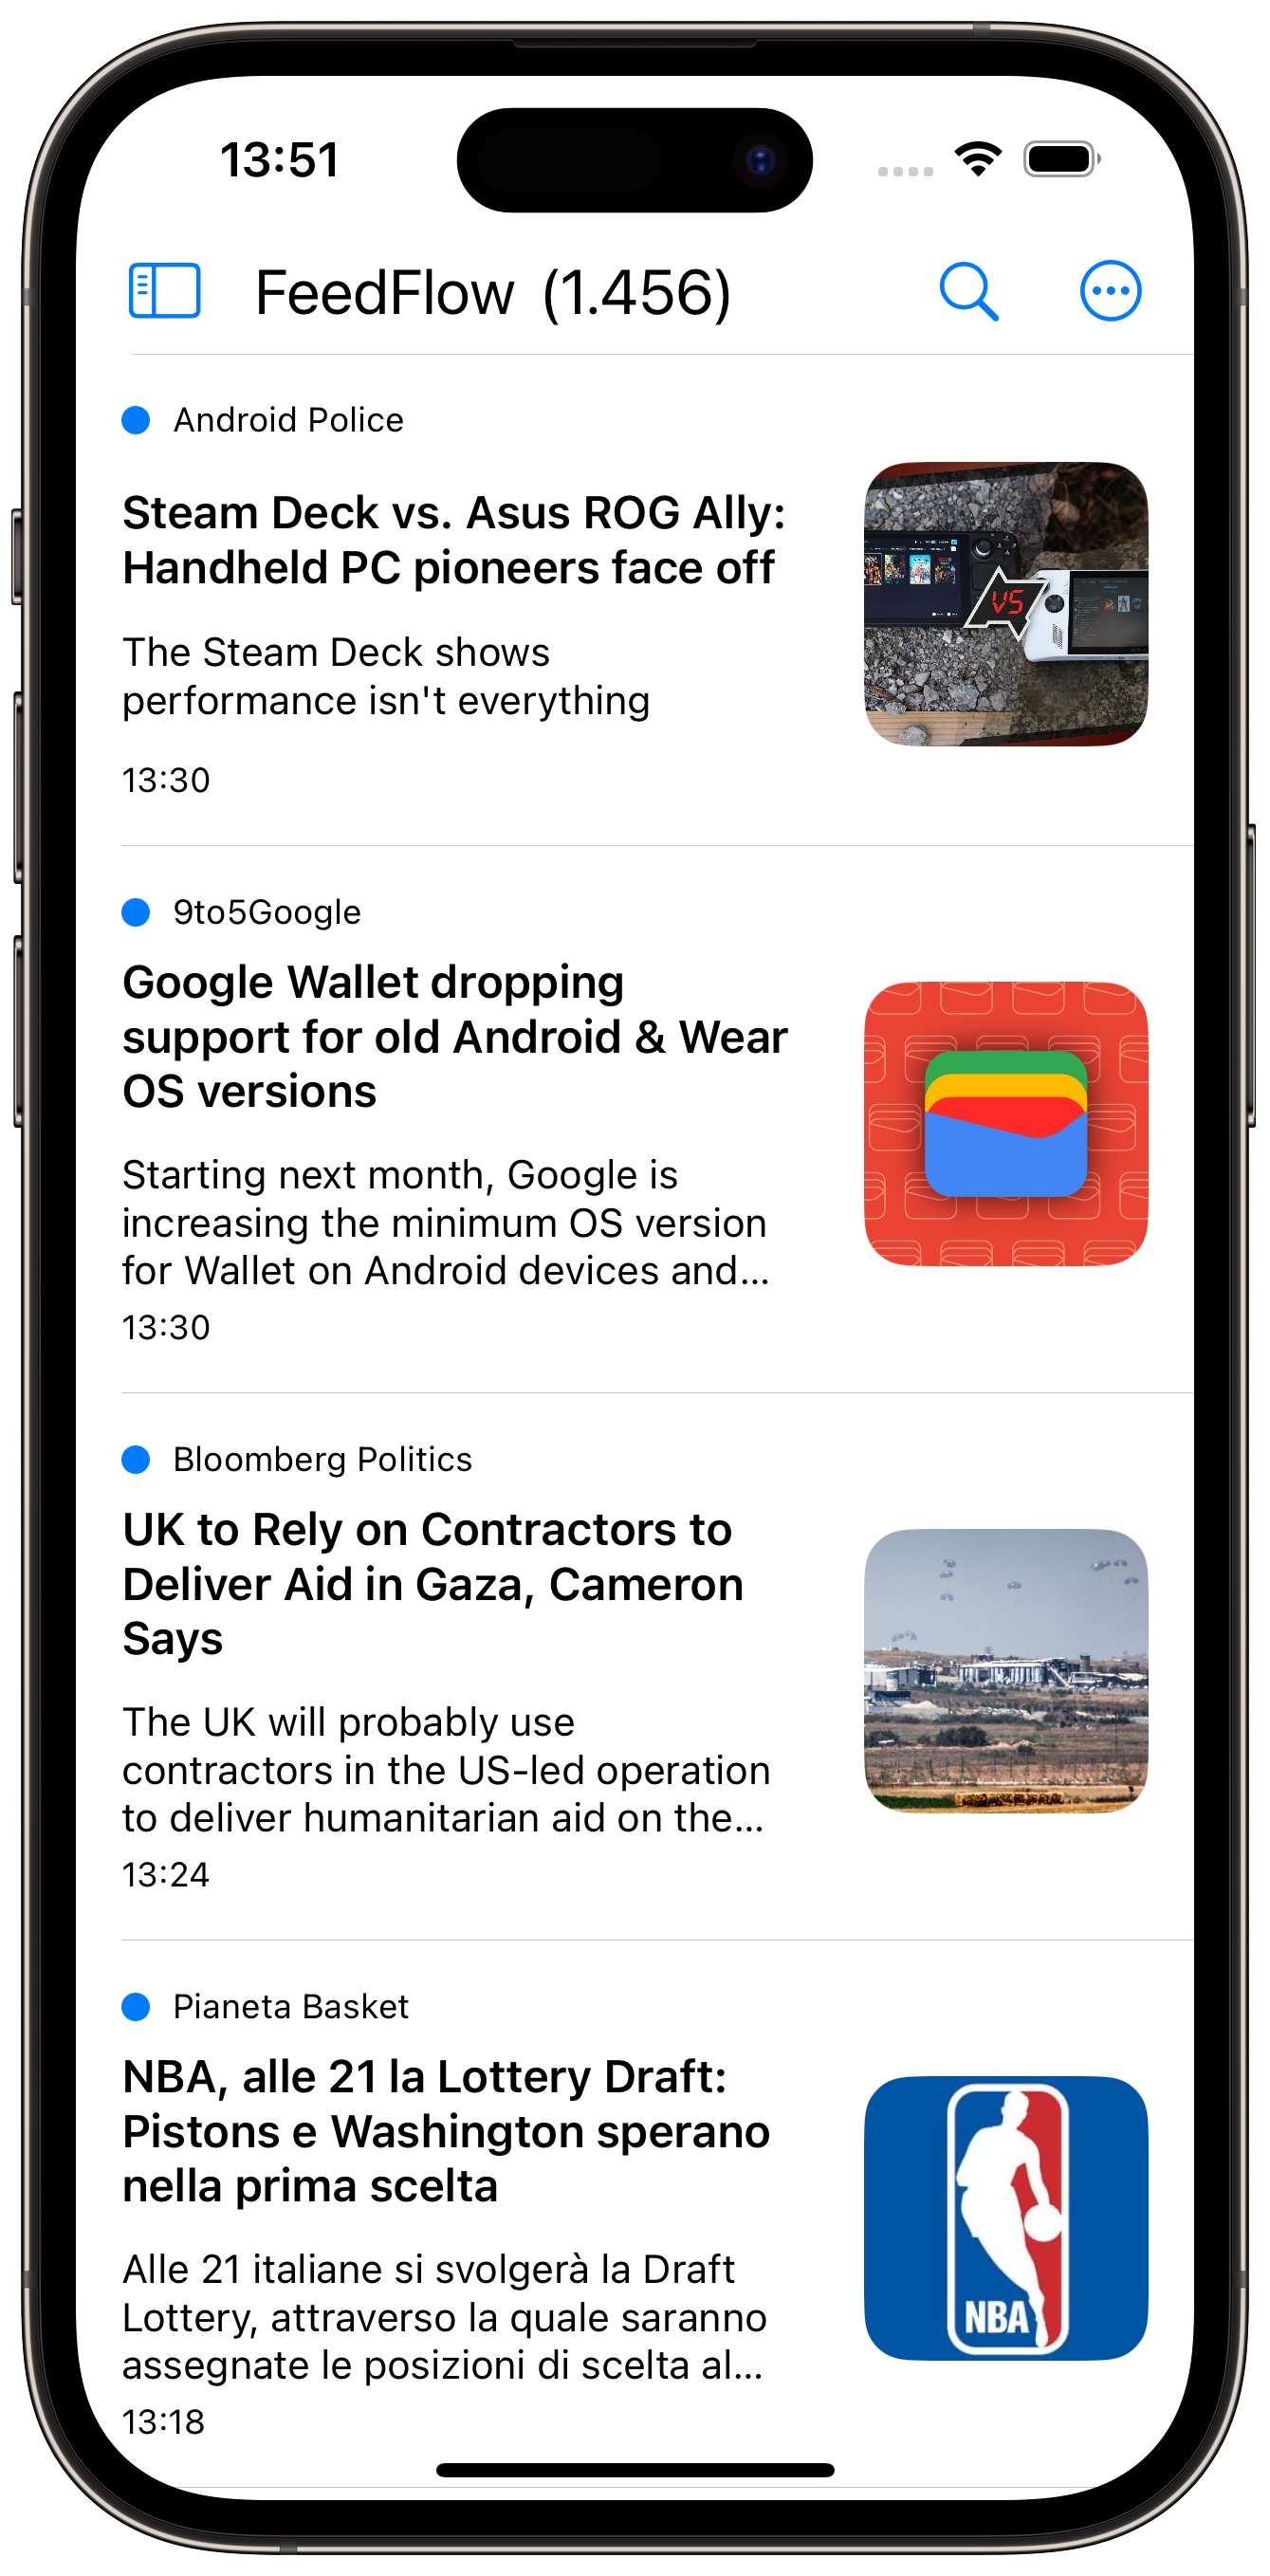 13:51
FeedFlow (1.456)
Android Police
Steam Deck vs. Asus ROG Ally:
Handheld PC pioneers face off
The Steam Deck shows
performance isn't everything
VS
13:30
9to5Google
Google Wallet dropping
support for old Android & Wear
OS versions
Starting next month, Google is
increasing the minimum OS version
for Wallet on Android devices and...
13:30
Bloomberg Politics
UK to Rely on Contractors to
Deliver Aid in Gaza, Cameron
Says
The UK will probably use
contractors in the US-led operation
to deliver humanitarian aid on the...
13:24
Pianeta Basket
NBA, alle 21 la Lottery Draft:
Pistons e Washington sperano
nella prima scelta
Alle 21 italiane si svolgerà la Draft
Lottery, attraverso la quale saranno
assegnate le posizioni di scelta al...
NBA
13:18